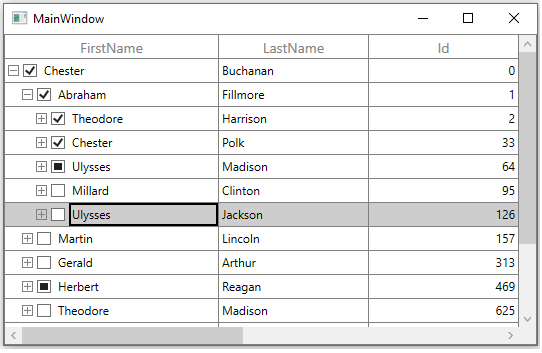 MainWindow
FirstName LastName Id
Chester Buchanan 0
Abraham Fillmore 1
Theodore Harrison 2
Chester Polk 33
Ulysses Madison 64
Millard Clinton 95
Ulysses Jackson 126
Martin Lincoln 157
Gerald Arthur 313
Herbert Reagan 469
Theodore Madison 625